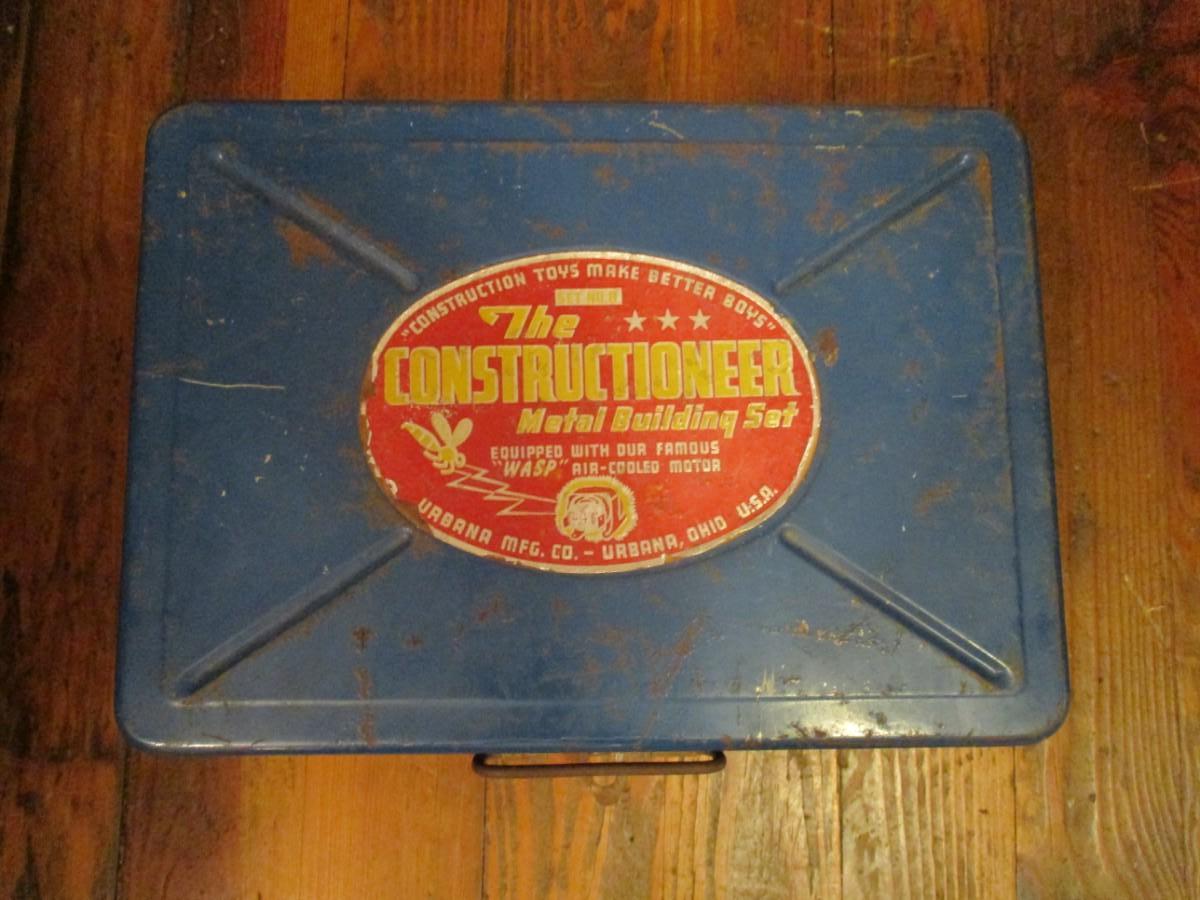 "CONSTRUCTION TOYS MAKE BETTER BOYS"
SET NO.
The
CONSTRUCTIONEER
Metal Building Set
EQUIPPED WITH OUR FAMOUS
"WASP" AIR-COOLED MOTOR
URBANA MFG. CO. - URBANA, OHIO U.S.A.